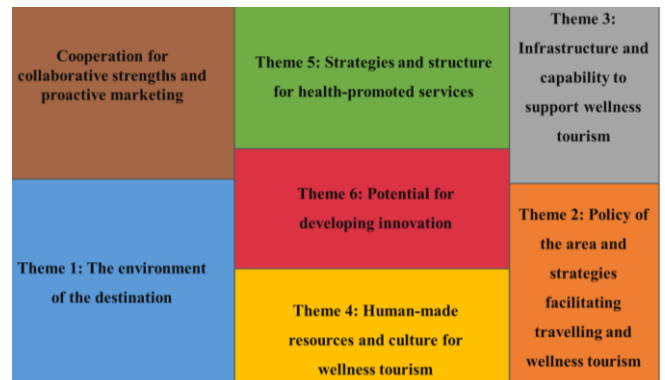 Cooperation for
collaborative strengths and
proactive marketing
Theme 1: The environment
of the destination
Theme 5: Strategies and structure
for health-promoted services
Theme 6: Potential for
developing innovation
Theme 4: Human-made
resources and culture for
wellness tourism
Theme 3:
Infrastructure and
capability to
support wellness
tourism
Theme 2: Policy of
the area and
strategies
facilitating
travelling and
wellness tourism